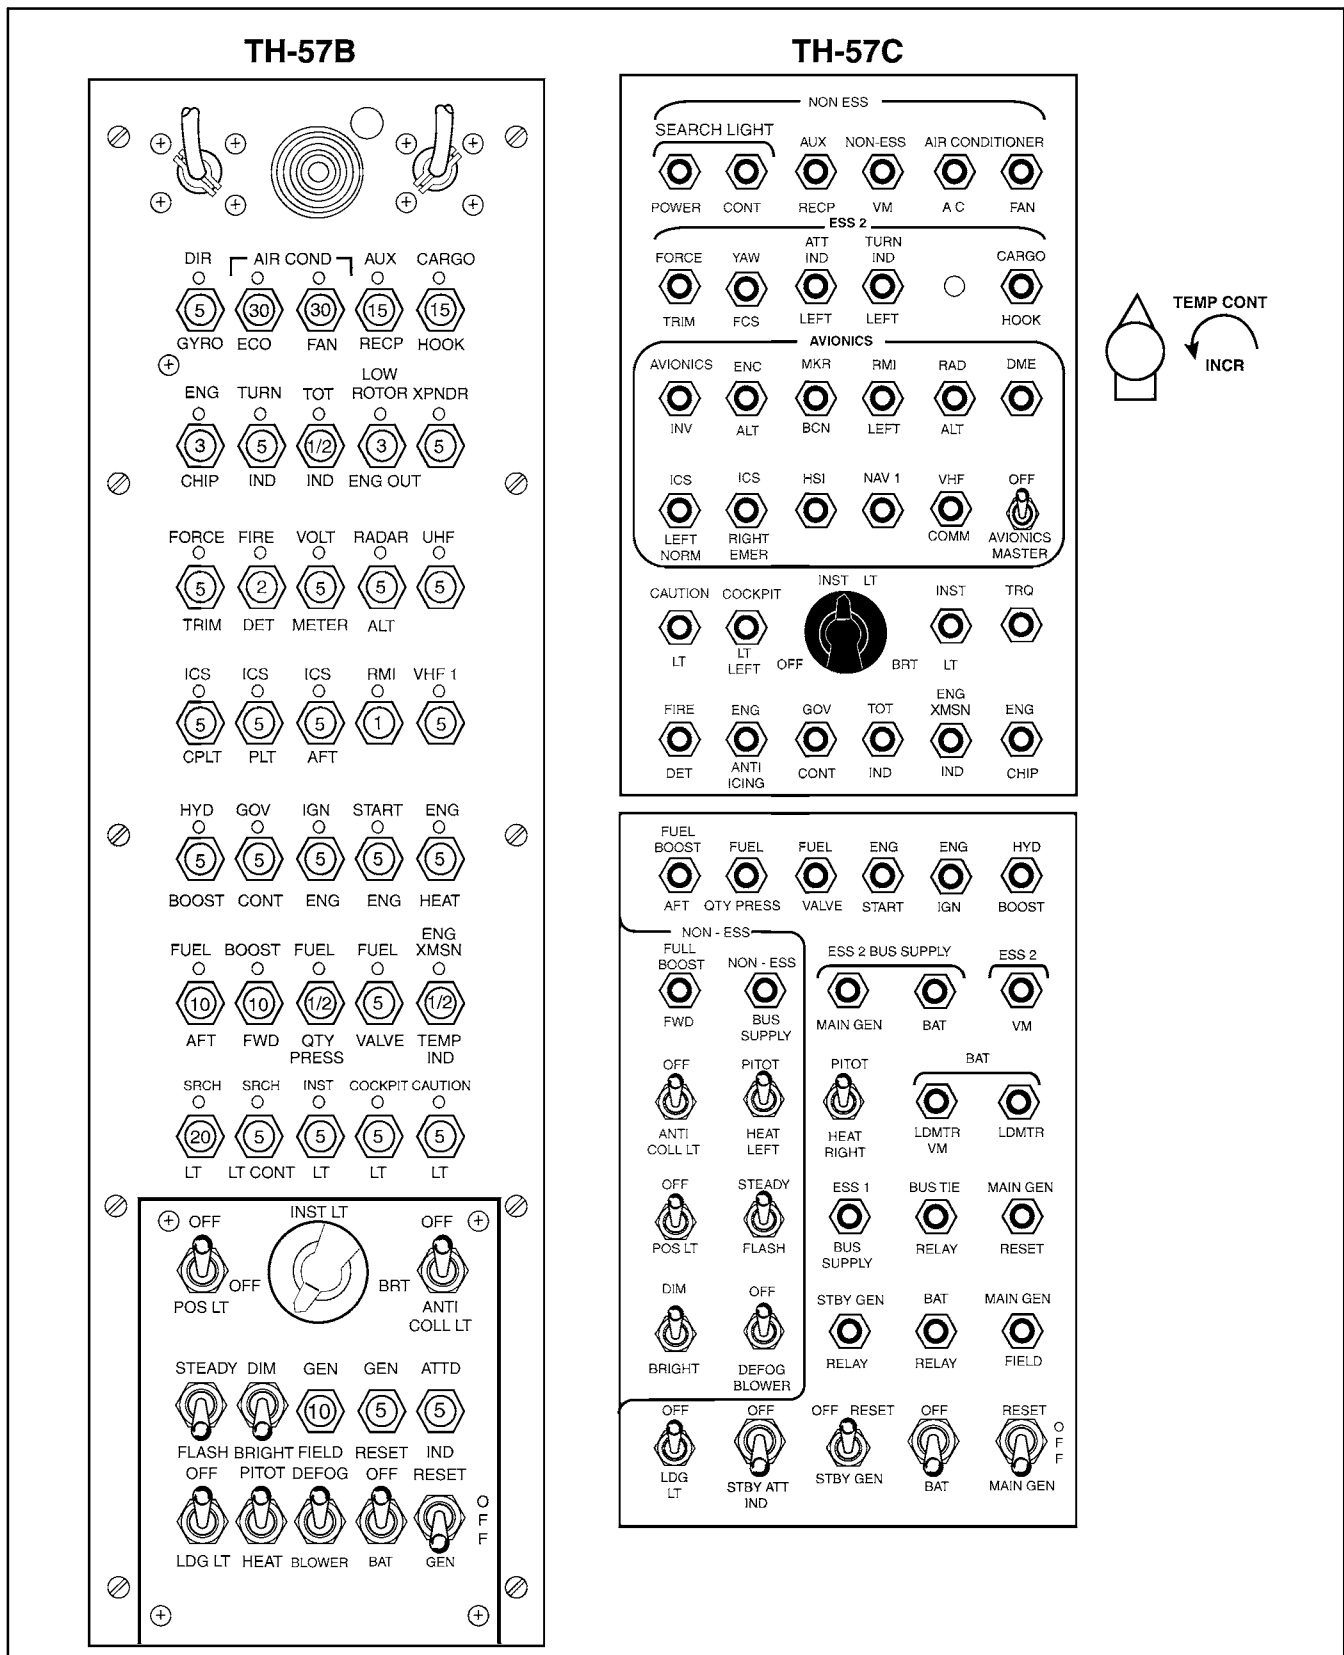 TH-57B
DIR AIR COND AUX CARGO
5 30 30 15 15
GYRO ECO FAN RECP HOOK
LOW
ENG TURN TOT ROTOR XPNDR
3 5 1/2 3 5
CHIP IND IND ENG OUT
FORCE FIRE VOLT RADAR UHF
5 2 5 5 5
TRIM DET METER ALT
ICS ICS ICS RMI VHF 1
5 5 5 1 5
CPLT PLT AFT
HYD GOV IGN START ENG
5 5 5 5 5
BOOST CONT ENG ENG HEAT
ENG
FUEL BOOST FUEL FUEL XMSN
10 10 1/2 5 1/2
AFT FWD QTY VALVE TEMP
PRESS IND
SRCH SRCH INST COCKPIT CAUTION
20 5 5 5 5
LT LT CONT LT LT LT
OFF INST LT OFF
OFF BRT
POS LT ANTI
COLL LT
STEADY DIM GEN GEN ATTD
10 5 5
FLASH BRIGHT FIELD RESET IND
OFF PITOT DEFOG OFF RESET
O
F
F
LDG LT HEAT BLOWER BAT GEN
TH-57C
NON ESS
SEARCH LIGHT
AUX NON-ESS AIR CONDITIONER
POWER CONT RECP VM A C FAN
ESS 2
ATT TURN
FORCE YAW IND IND CARGO
TRIM FCS LEFT LEFT HOOK
AVIONICS
AVIONICS ENC MKR RMI RAD DME
INV ALT BCN LEFT ALT
ICS ICS HSI NAV 1 VHF OFF
LEFT RIGHT COMM AVIONICS
NORM EMER MASTER
INST LT
CAUTION COCKPIT INST TRQ
LT LT OFF BRT LT
LEFT
ENG
FIRE ENG GOV TOT XMSN ENG
DET ANTI CONT IND IND CHIP
ICING
FUEL
BOOST FUEL FUEL ENG ENG HYD
AFT QTY PRESS VALVE START IGN BOOST
NON - ESS
FULL
BOOST NON - ESS ESS 2 BUS SUPPLY ESS 2
FWD BUS MAIN GEN BAT VM
SUPPLY
BAT
OFF PITOT PITOT
ANTI HEAT HEAT LDMTR LDMTR
COLL LT LEFT RIGHT VM
OFF STEADY ESS 1 BUS TIE MAIN GEN
POS LT FLASH BUS RELAY RESET
SUPPLY
DIM OFF STBY GEN BAT MAIN GEN
BRIGHT DEFOG RELAY RELAY FIELD
BLOWER
OFF OFF OFF RESET OFF RESET
O
F
F
LDG STBY ATT STBY GEN BAT MAIN GEN
LT IND
TEMP CONT
INCR